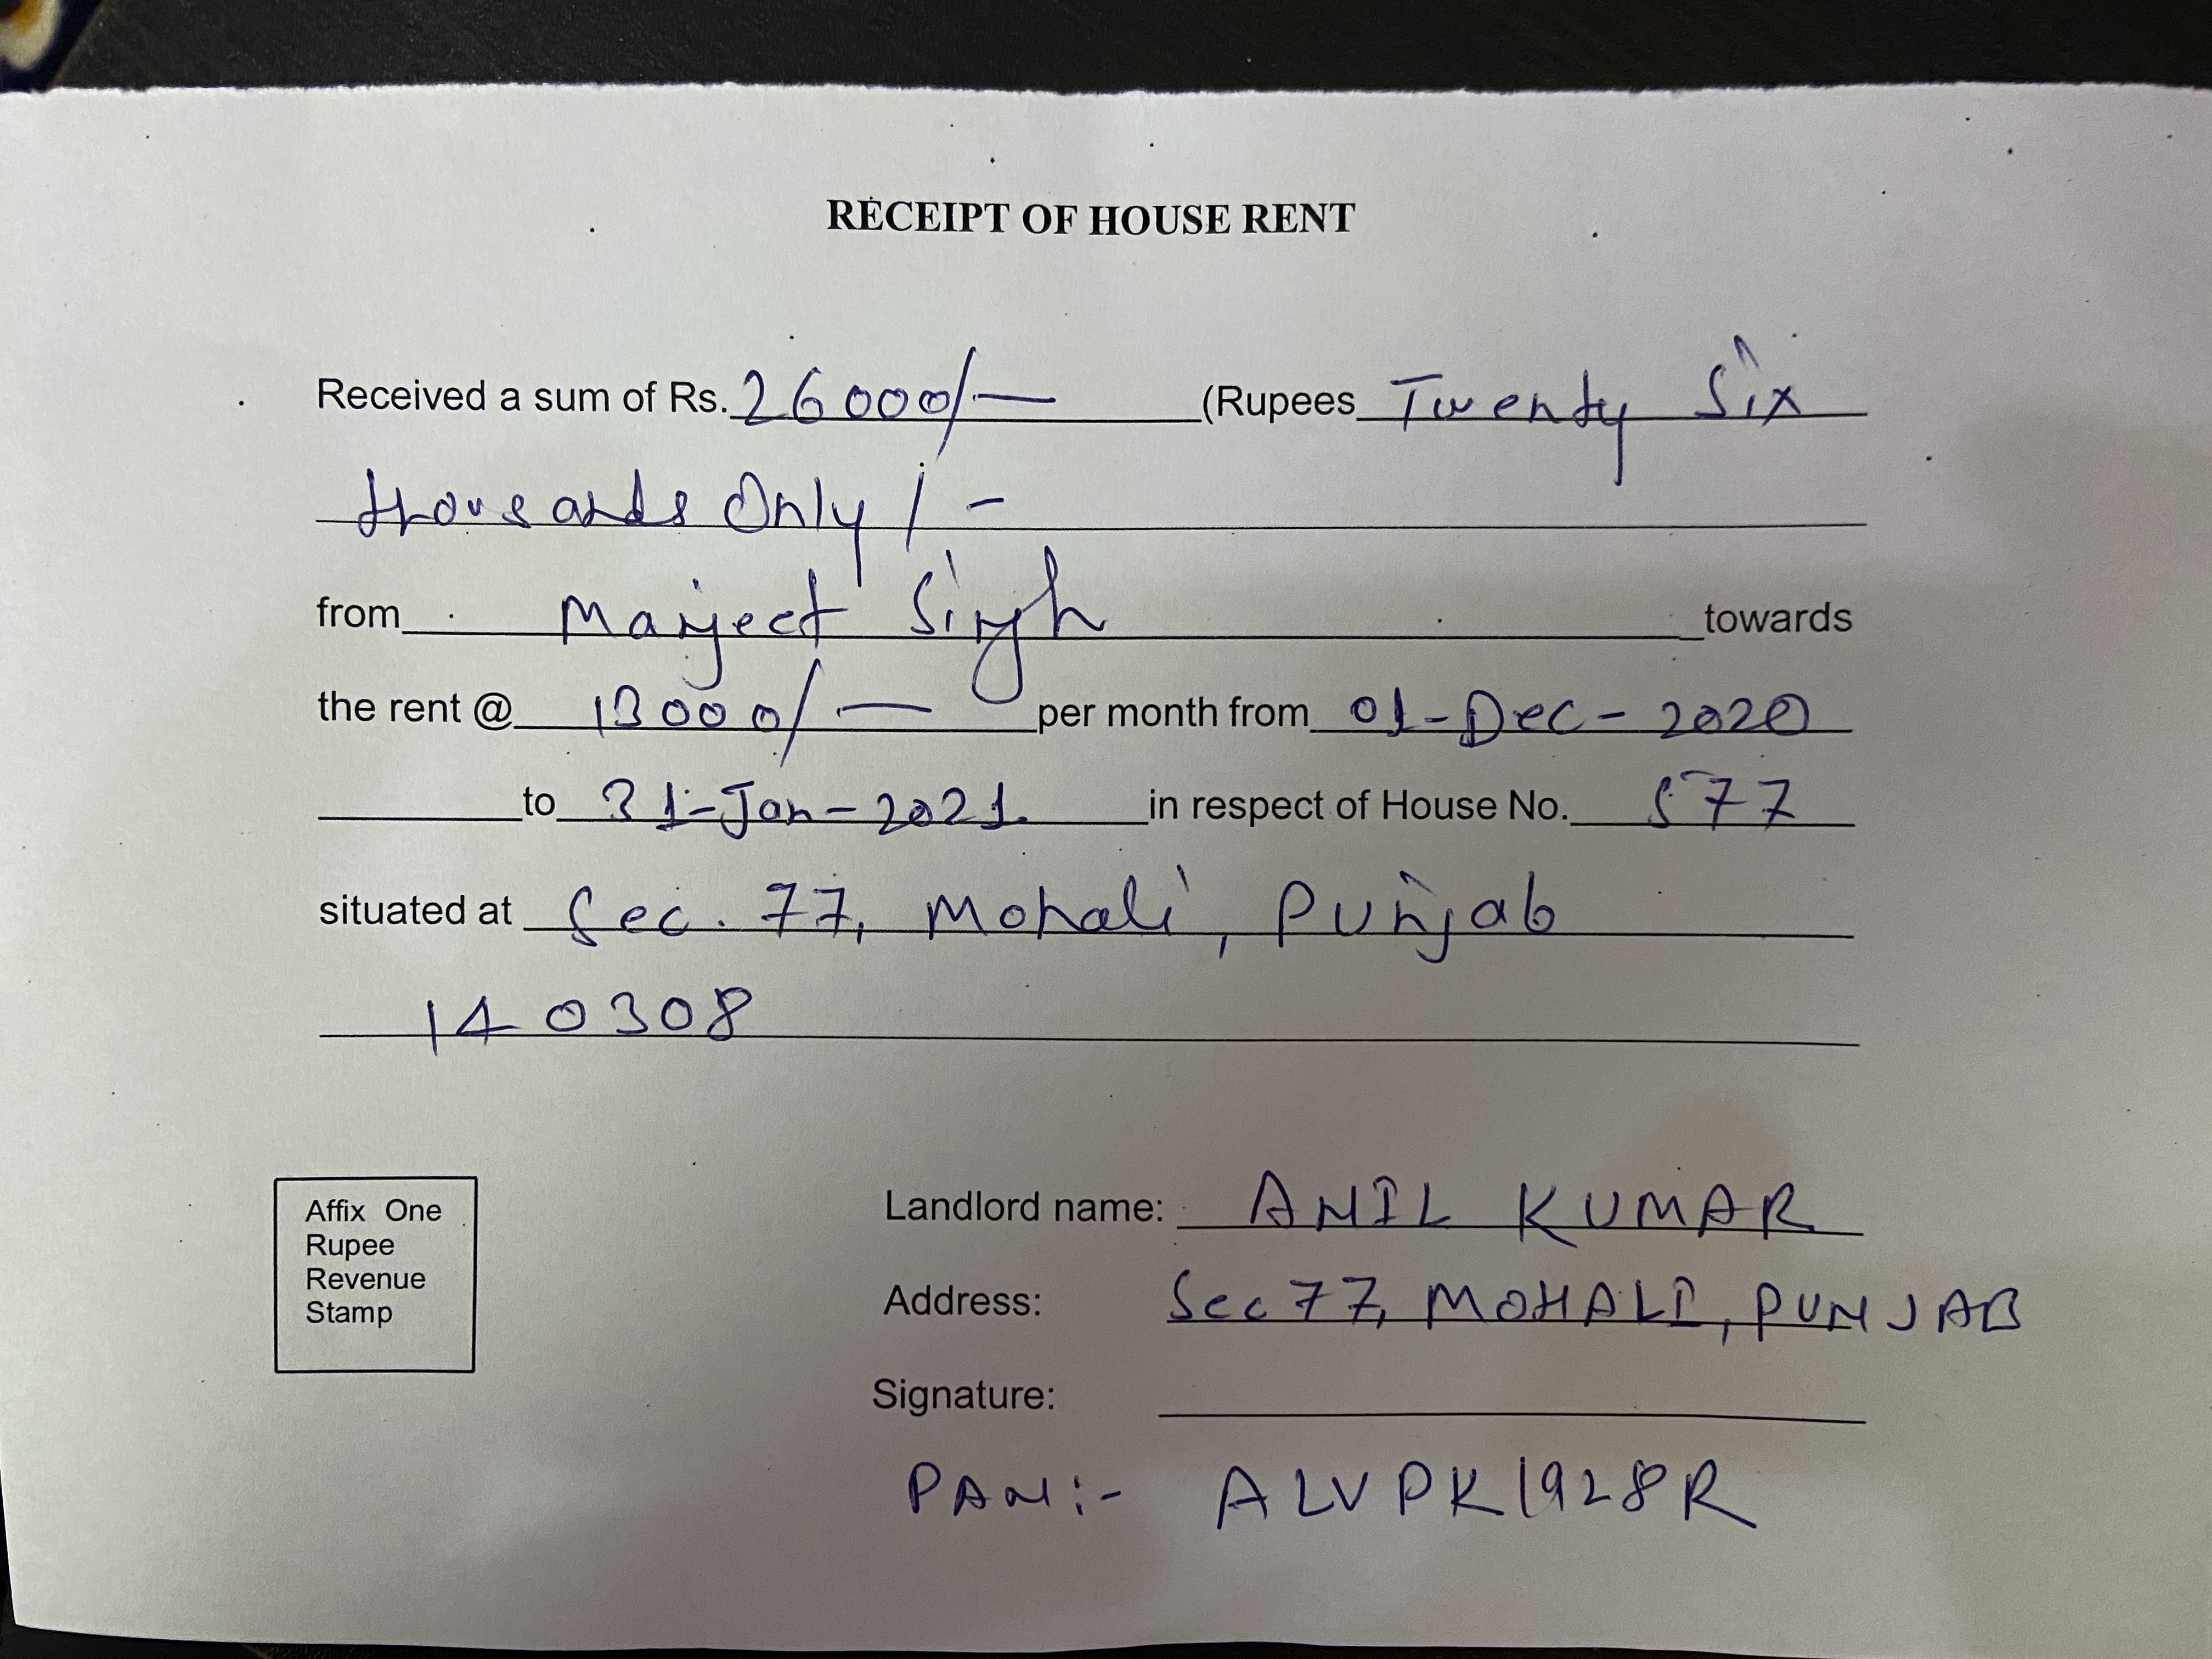 RECEIPT OF HOUSE RENT
Received a sum of Rs. 26000/- (Rupees Twenty Six
thousands Only/-
from Manject Singh towards
the rent @ 13000/- per month from 01-Dec-2020
to 31-Jan-2021 in respect of House No. 577
situated at Sec. 77, Mohali, Punjab
140308
Affix One
Rupee
Revenue
Stamp
Landlord name: ANIL KUMAR
Address: Sec 77, MOHALI, PUNJAB
Signature:
PAN:- ALVPK1928R